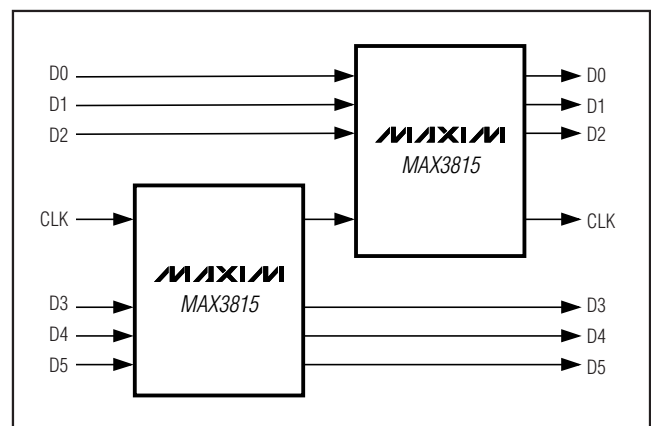 D0 D0
D1 D1
D2 D2
MAXIM
MAX3815
CLK CLK
MAXIM
MAX3815
D3 D3
D4 D4
D5 D5